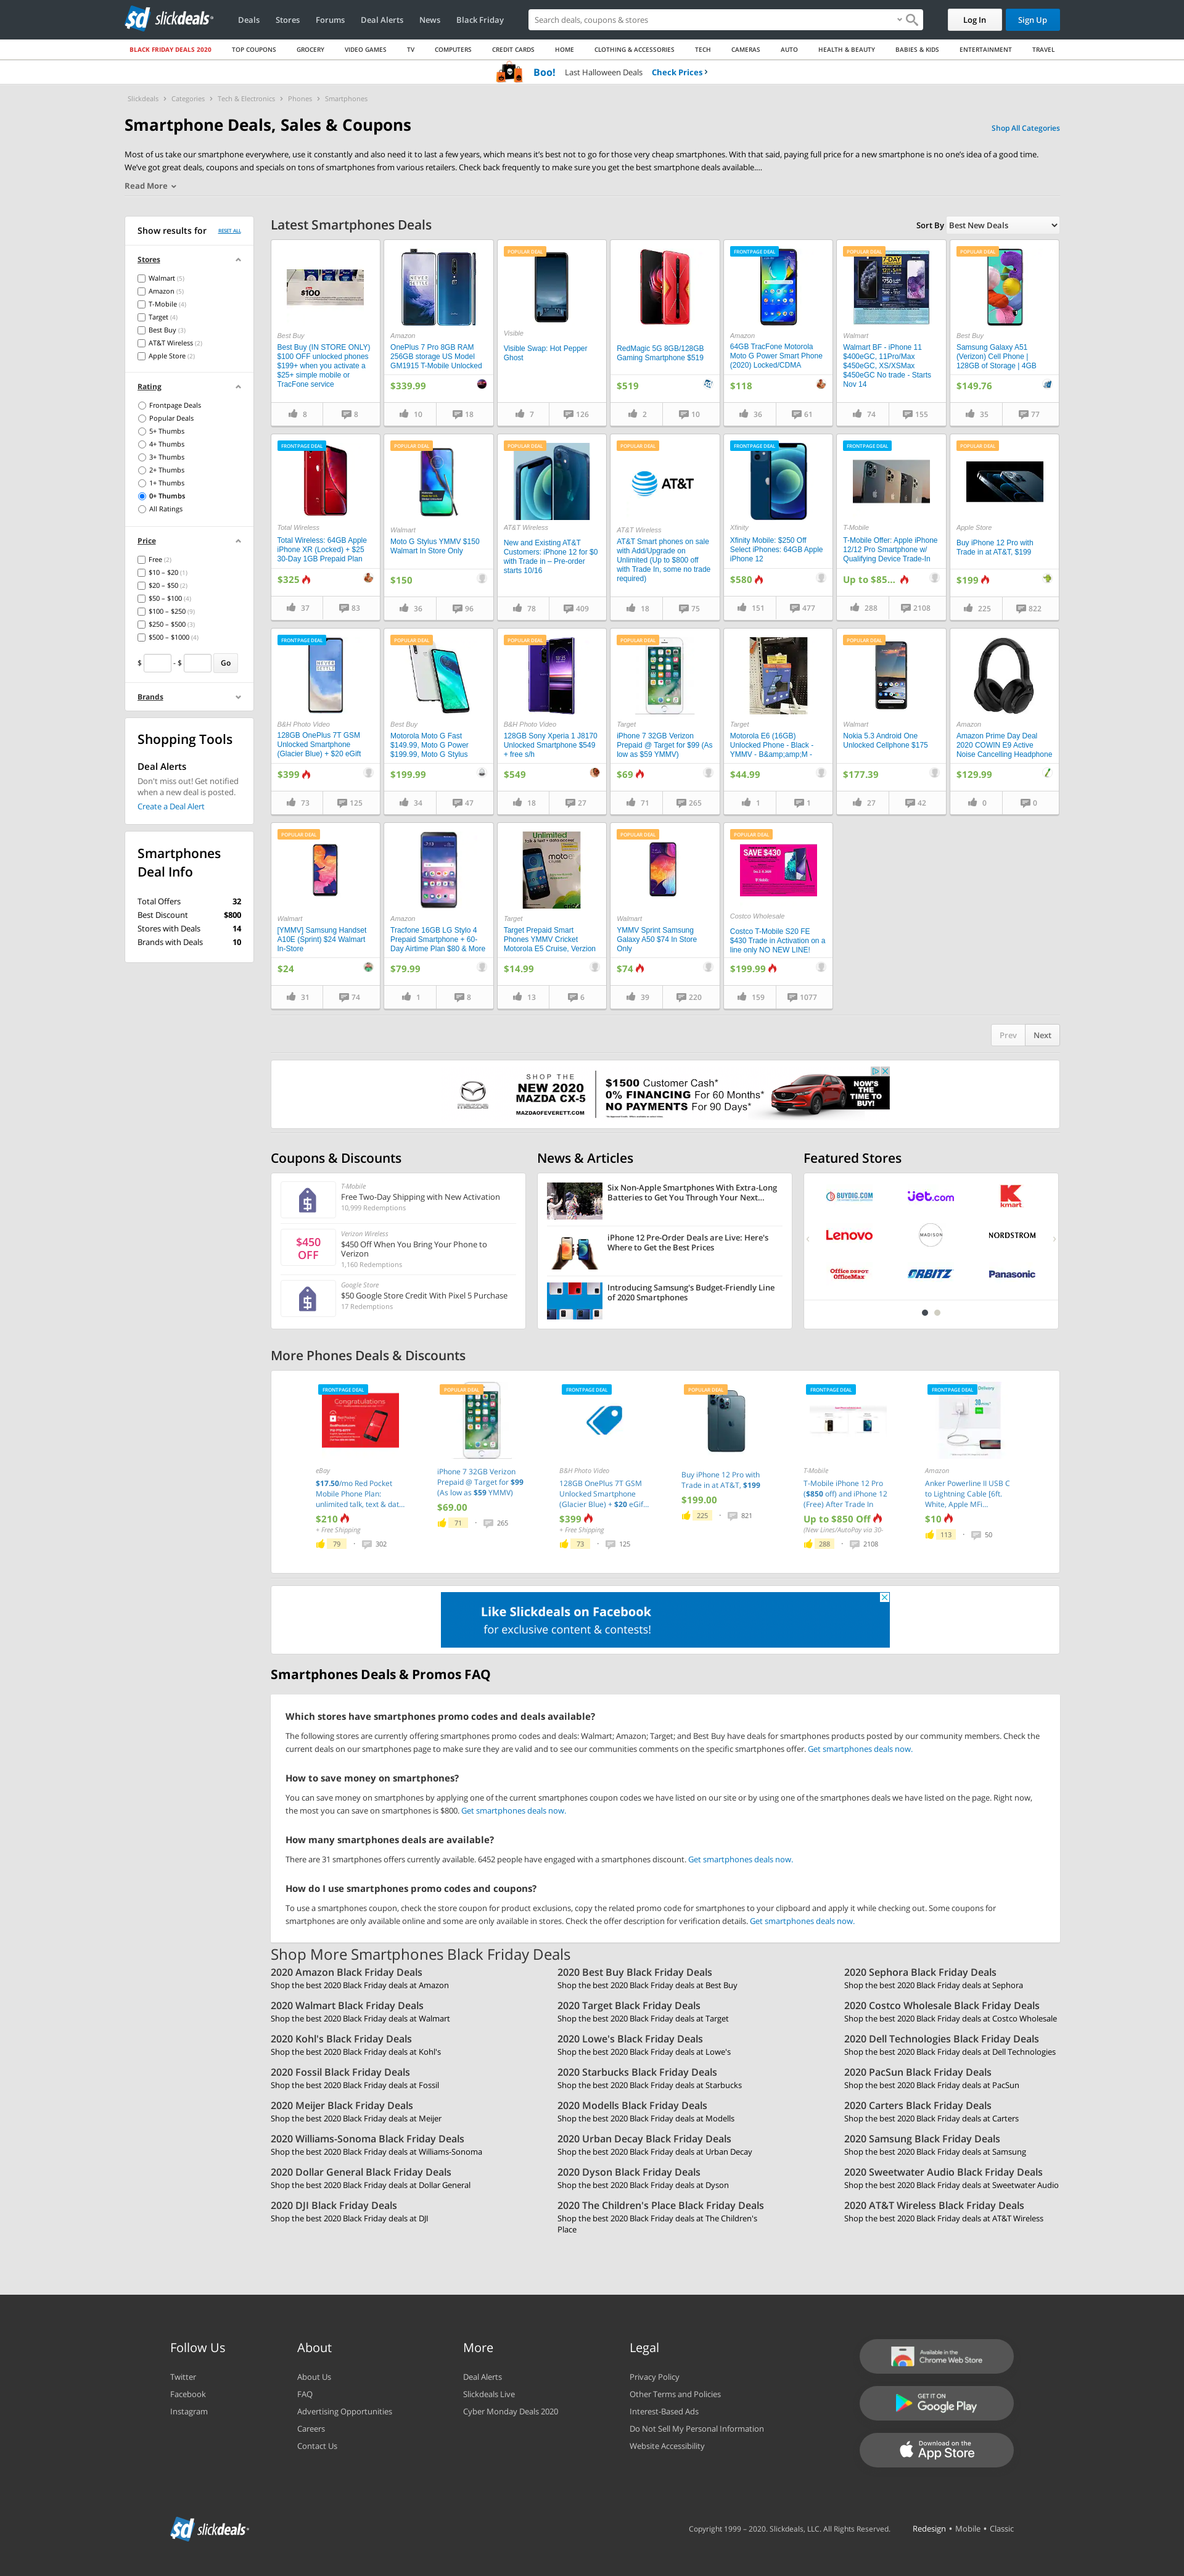 slickdeals
Deals Stores Forums Deal Alerts News Black Friday
Search deals, coupons & stores
Log In Sign Up
BLACK FRIDAY DEALS 2020 TOP COUPONS GROCERY VIDEO GAMES TV COMPUTERS CREDIT CARDS HOME CLOTHING & ACCESSORIES TECH CAMERAS AUTO HEALTH & BEAUTY BABIES & KIDS ENTERTAINMENT TRAVEL
Boo! Last Halloween Deals Check Prices ›
Slickdeals › Categories › Tech & Electronics › Phones › Smartphones
Smartphone Deals, Sales & Coupons
Shop All Categories
Most of us take our smartphone everywhere, use it constantly and also need it to last a few years, which means it's best not to go for those very cheap smartphones. With that said, paying full price for a new smartphone is no one's idea of a good time.
We've got great deals, coupons and specials on tons of smartphones from various retailers. Check back frequently to make sure you get the best smartphone deals available....
Read More
Show results for RESET ALL
Stores
Walmart (5)
Amazon (5)
T-Mobile (4)
Target (4)
Best Buy (3)
AT&T Wireless (2)
Apple Store (2)
Rating
Frontpage Deals
Popular Deals
5+ Thumbs
4+ Thumbs
3+ Thumbs
2+ Thumbs
1+ Thumbs
0+ Thumbs
All Ratings
Price
Free (2)
$10 – $20 (1)
$20 – $50 (2)
$50 – $100 (4)
$100 – $250 (9)
$250 – $500 (3)
$500 – $1000 (4)
$ - $ Go
Brands
Shopping Tools
Deal Alerts
Don't miss out! Get notified
when a new deal is posted.
Create a Deal Alert
Smartphones
Deal Info
Total Offers 32
Best Discount $800
Stores with Deals 14
Brands with Deals 10
Latest Smartphones Deals
Sort By Best New Deals
$100
Best Buy
Best Buy (IN STORE ONLY)
$100 OFF unlocked phones
$199+ when you activate a
$25+ simple mobile or
TracFone service
8 8
Amazon
OnePlus 7 Pro 8GB RAM
256GB storage US Model
GM1915 T-Mobile Unlocked
$339.99
10 18
POPULAR DEAL
Visible
Visible Swap: Hot Pepper
Ghost
7 126
RedMagic 5G 8GB/128GB
Gaming Smartphone $519
$519
2 10
FRONTPAGE DEAL
Amazon
64GB TracFone Motorola
Moto G Power Smart Phone
(2020) Locked/CDMA
$118
36 61
POPULAR DEAL
Walmart
Walmart BF - iPhone 11
$400eGC, 11Pro/Max
$450eGC, XS/XSMax
$450eGC No trade - Starts
Nov 14
74 155
POPULAR DEAL
Best Buy
Samsung Galaxy A51
(Verizon) Cell Phone |
128GB of Storage | 4GB
$149.76
35 77
FRONTPAGE DEAL
Total Wireless
Total Wireless: 64GB Apple
iPhone XR (Locked) + $25
30-Day 1GB Prepaid Plan
$325
37 83
POPULAR DEAL
Walmart
Moto G Stylus YMMV $150
Walmart In Store Only
$150
36 96
POPULAR DEAL
AT&T Wireless
New and Existing AT&T
Customers: iPhone 12 for $0
with Trade in – Pre-order
starts 10/16
78 409
POPULAR DEAL
AT&T
AT&T Wireless
AT&T Smart phones on sale
with Add/Upgrade on
Unlimited (Up to $800 off
with Trade In, some no trade
required)
18 75
FRONTPAGE DEAL
Xfinity
Xfinity Mobile: $250 Off
Select iPhones: 64GB Apple
iPhone 12
$580
151 477
FRONTPAGE DEAL
T-Mobile
T-Mobile Offer: Apple iPhone
12/12 Pro Smartphone w/
Qualifying Device Trade-In
Up to $85...
288 2108
POPULAR DEAL
Apple Store
Buy iPhone 12 Pro with
Trade in at AT&T, $199
$199
225 822
FRONTPAGE DEAL
B&H Photo Video
128GB OnePlus 7T GSM
Unlocked Smartphone
(Glacier Blue) + $20 eGift
$399
73 125
POPULAR DEAL
Best Buy
Motorola Moto G Fast
$149.99, Moto G Power
$199.99, Moto G Stylus
$199.99
34 47
POPULAR DEAL
B&H Photo Video
128GB Sony Xperia 1 J8170
Unlocked Smartphone $549
+ free s/h
$549
18 27
POPULAR DEAL
Target
iPhone 7 32GB Verizon
Prepaid @ Target for $99 (As
low as $59 YMMV)
$69
71 265
Target
Motorola E6 (16GB)
Unlocked Phone - Black -
YMMV - B&amp;amp;M -
$44.99
1 1
POPULAR DEAL
Walmart
Nokia 5.3 Android One
Unlocked Cellphone $175
$177.39
27 42
Amazon
Amazon Prime Day Deal
2020 COWIN E9 Active
Noise Cancelling Headphone
$129.99
0 0
POPULAR DEAL
Walmart
[YMMV] Samsung Handset
A10E (Sprint) $24 Walmart
In-Store
$24
31 74
Amazon
Tracfone 16GB LG Stylo 4
Prepaid Smartphone + 60-
Day Airtime Plan $80 & More
$79.99
1 8
Unlimited
Target
Target Prepaid Smart
Phones YMMV Cricket
Motorola E5 Cruise, Verzion
$14.99
13 6
POPULAR DEAL
Walmart
YMMV Sprint Samsung
Galaxy A50 $74 In Store
Only
$74
39 220
POPULAR DEAL
SAVE $430
Costco Wholesale
Costco T-Mobile S20 FE
$430 Trade in Activation on a
line only NO NEW LINE!
$199.99
159 1077
Prev Next
mazda
SHOP THE
NEW 2020
MAZDA CX-5
MAZDAOFEVERETT.COM
$1500 Customer Cash*
0% FINANCING For 60 Months*
NO PAYMENTS For 90 Days*
NOW'S
THE TIME
TO BUY!
Coupons & Discounts
T-Mobile
Free Two-Day Shipping with New Activation
10,999 Redemptions
$450
OFF
Verizon Wireless
$450 Off When You Bring Your Phone to
Verizon
1,160 Redemptions
Google Store
$50 Google Store Credit With Pixel 5 Purchase
17 Redemptions
News & Articles
Six Non-Apple Smartphones With Extra-Long
Batteries to Get You Through Your Next...
iPhone 12 Pre-Order Deals are Live: Here's
Where to Get the Best Prices
Introducing Samsung's Budget-Friendly Line
of 2020 Smartphones
Featured Stores
BUYDIG.COM jet.com Kmart
Lenovo MADISON NORDSTROM
Office DEPOT OfficeMax ORBITZ Panasonic
More Phones Deals & Discounts
FRONTPAGE DEAL
Congratulations
eBay
$17.50/mo Red Pocket
Mobile Phone Plan:
unlimited talk, text & dat...
$210
+ Free Shipping
79 · 302
POPULAR DEAL
iPhone 7 32GB Verizon
Prepaid @ Target for $99
(As low as $59 YMMV)
$69.00
71 · 265
FRONTPAGE DEAL
B&H Photo Video
128GB OnePlus 7T GSM
Unlocked Smartphone
(Glacier Blue) + $20 eGif...
$399
+ Free Shipping
73 · 125
POPULAR DEAL
Buy iPhone 12 Pro with
Trade in at AT&T, $199
$199.00
225 · 821
FRONTPAGE DEAL
T-Mobile
T-Mobile iPhone 12 Pro
($850 off) and iPhone 12
(Free) After Trade In
Up to $850 Off
(New Lines/AutoPay via 30-
288 · 2108
FRONTPAGE DEAL
Amazon
Anker Powerline II USB C
to Lightning Cable [6ft.
White, Apple MFi...
$10
113 · 50
Like Slickdeals on Facebook
for exclusive content & contests!
Smartphones Deals & Promos FAQ
Which stores have smartphones promo codes and deals available?
The following stores are currently offering smartphones promo codes and deals: Walmart; Amazon; Target; and Best Buy have deals for smartphones products posted by our community members. Check the
current deals on our smartphones page to make sure they are valid and to see our communities comments on the specific smartphones offer. Get smartphones deals now.
How to save money on smartphones?
You can save money on smartphones by applying one of the current smartphones coupon codes we have listed on our site or by using one of the smartphones deals we have listed on the page. Right now,
the most you can save on smartphones is $800. Get smartphones deals now.
How many smartphones deals are available?
There are 31 smartphones offers currently available. 6452 people have engaged with a smartphones discount. Get smartphones deals now.
How do I use smartphones promo codes and coupons?
To use a smartphones coupon, check the store coupon for product exclusions, copy the related promo code for smartphones to your clipboard and apply it while checking out. Some coupons for
smartphones are only available online and some are only available in stores. Check the offer description for verification details. Get smartphones deals now.
Shop More Smartphones Black Friday Deals
2020 Amazon Black Friday Deals
Shop the best 2020 Black Friday deals at Amazon
2020 Best Buy Black Friday Deals
Shop the best 2020 Black Friday deals at Best Buy
2020 Sephora Black Friday Deals
Shop the best 2020 Black Friday deals at Sephora
2020 Walmart Black Friday Deals
Shop the best 2020 Black Friday deals at Walmart
2020 Target Black Friday Deals
Shop the best 2020 Black Friday deals at Target
2020 Costco Wholesale Black Friday Deals
Shop the best 2020 Black Friday deals at Costco Wholesale
2020 Kohl's Black Friday Deals
Shop the best 2020 Black Friday deals at Kohl's
2020 Lowe's Black Friday Deals
Shop the best 2020 Black Friday deals at Lowe's
2020 Dell Technologies Black Friday Deals
Shop the best 2020 Black Friday deals at Dell Technologies
2020 Fossil Black Friday Deals
Shop the best 2020 Black Friday deals at Fossil
2020 Starbucks Black Friday Deals
Shop the best 2020 Black Friday deals at Starbucks
2020 PacSun Black Friday Deals
Shop the best 2020 Black Friday deals at PacSun
2020 Meijer Black Friday Deals
Shop the best 2020 Black Friday deals at Meijer
2020 Modells Black Friday Deals
Shop the best 2020 Black Friday deals at Modells
2020 Carters Black Friday Deals
Shop the best 2020 Black Friday deals at Carters
2020 Williams-Sonoma Black Friday Deals
Shop the best 2020 Black Friday deals at Williams-Sonoma
2020 Urban Decay Black Friday Deals
Shop the best 2020 Black Friday deals at Urban Decay
2020 Samsung Black Friday Deals
Shop the best 2020 Black Friday deals at Samsung
2020 Dollar General Black Friday Deals
Shop the best 2020 Black Friday deals at Dollar General
2020 Dyson Black Friday Deals
Shop the best 2020 Black Friday deals at Dyson
2020 Sweetwater Audio Black Friday Deals
Shop the best 2020 Black Friday deals at Sweetwater Audio
2020 DJI Black Friday Deals
Shop the best 2020 Black Friday deals at DJI
2020 The Children's Place Black Friday Deals
Shop the best 2020 Black Friday deals at The Children's
Place
2020 AT&T Wireless Black Friday Deals
Shop the best 2020 Black Friday deals at AT&T Wireless
Follow Us
Twitter
Facebook
Instagram
About
About Us
FAQ
Advertising Opportunities
Careers
Contact Us
More
Deal Alerts
Slickdeals Live
Cyber Monday Deals 2020
Legal
Privacy Policy
Other Terms and Policies
Interest-Based Ads
Do Not Sell My Personal Information
Website Accessibility
Available in the
Chrome Web Store
GET IT ON
Google Play
Download on the
App Store
slickdeals
Copyright 1999 – 2020. Slickdeals, LLC. All Rights Reserved. Redesign • Mobile • Classic